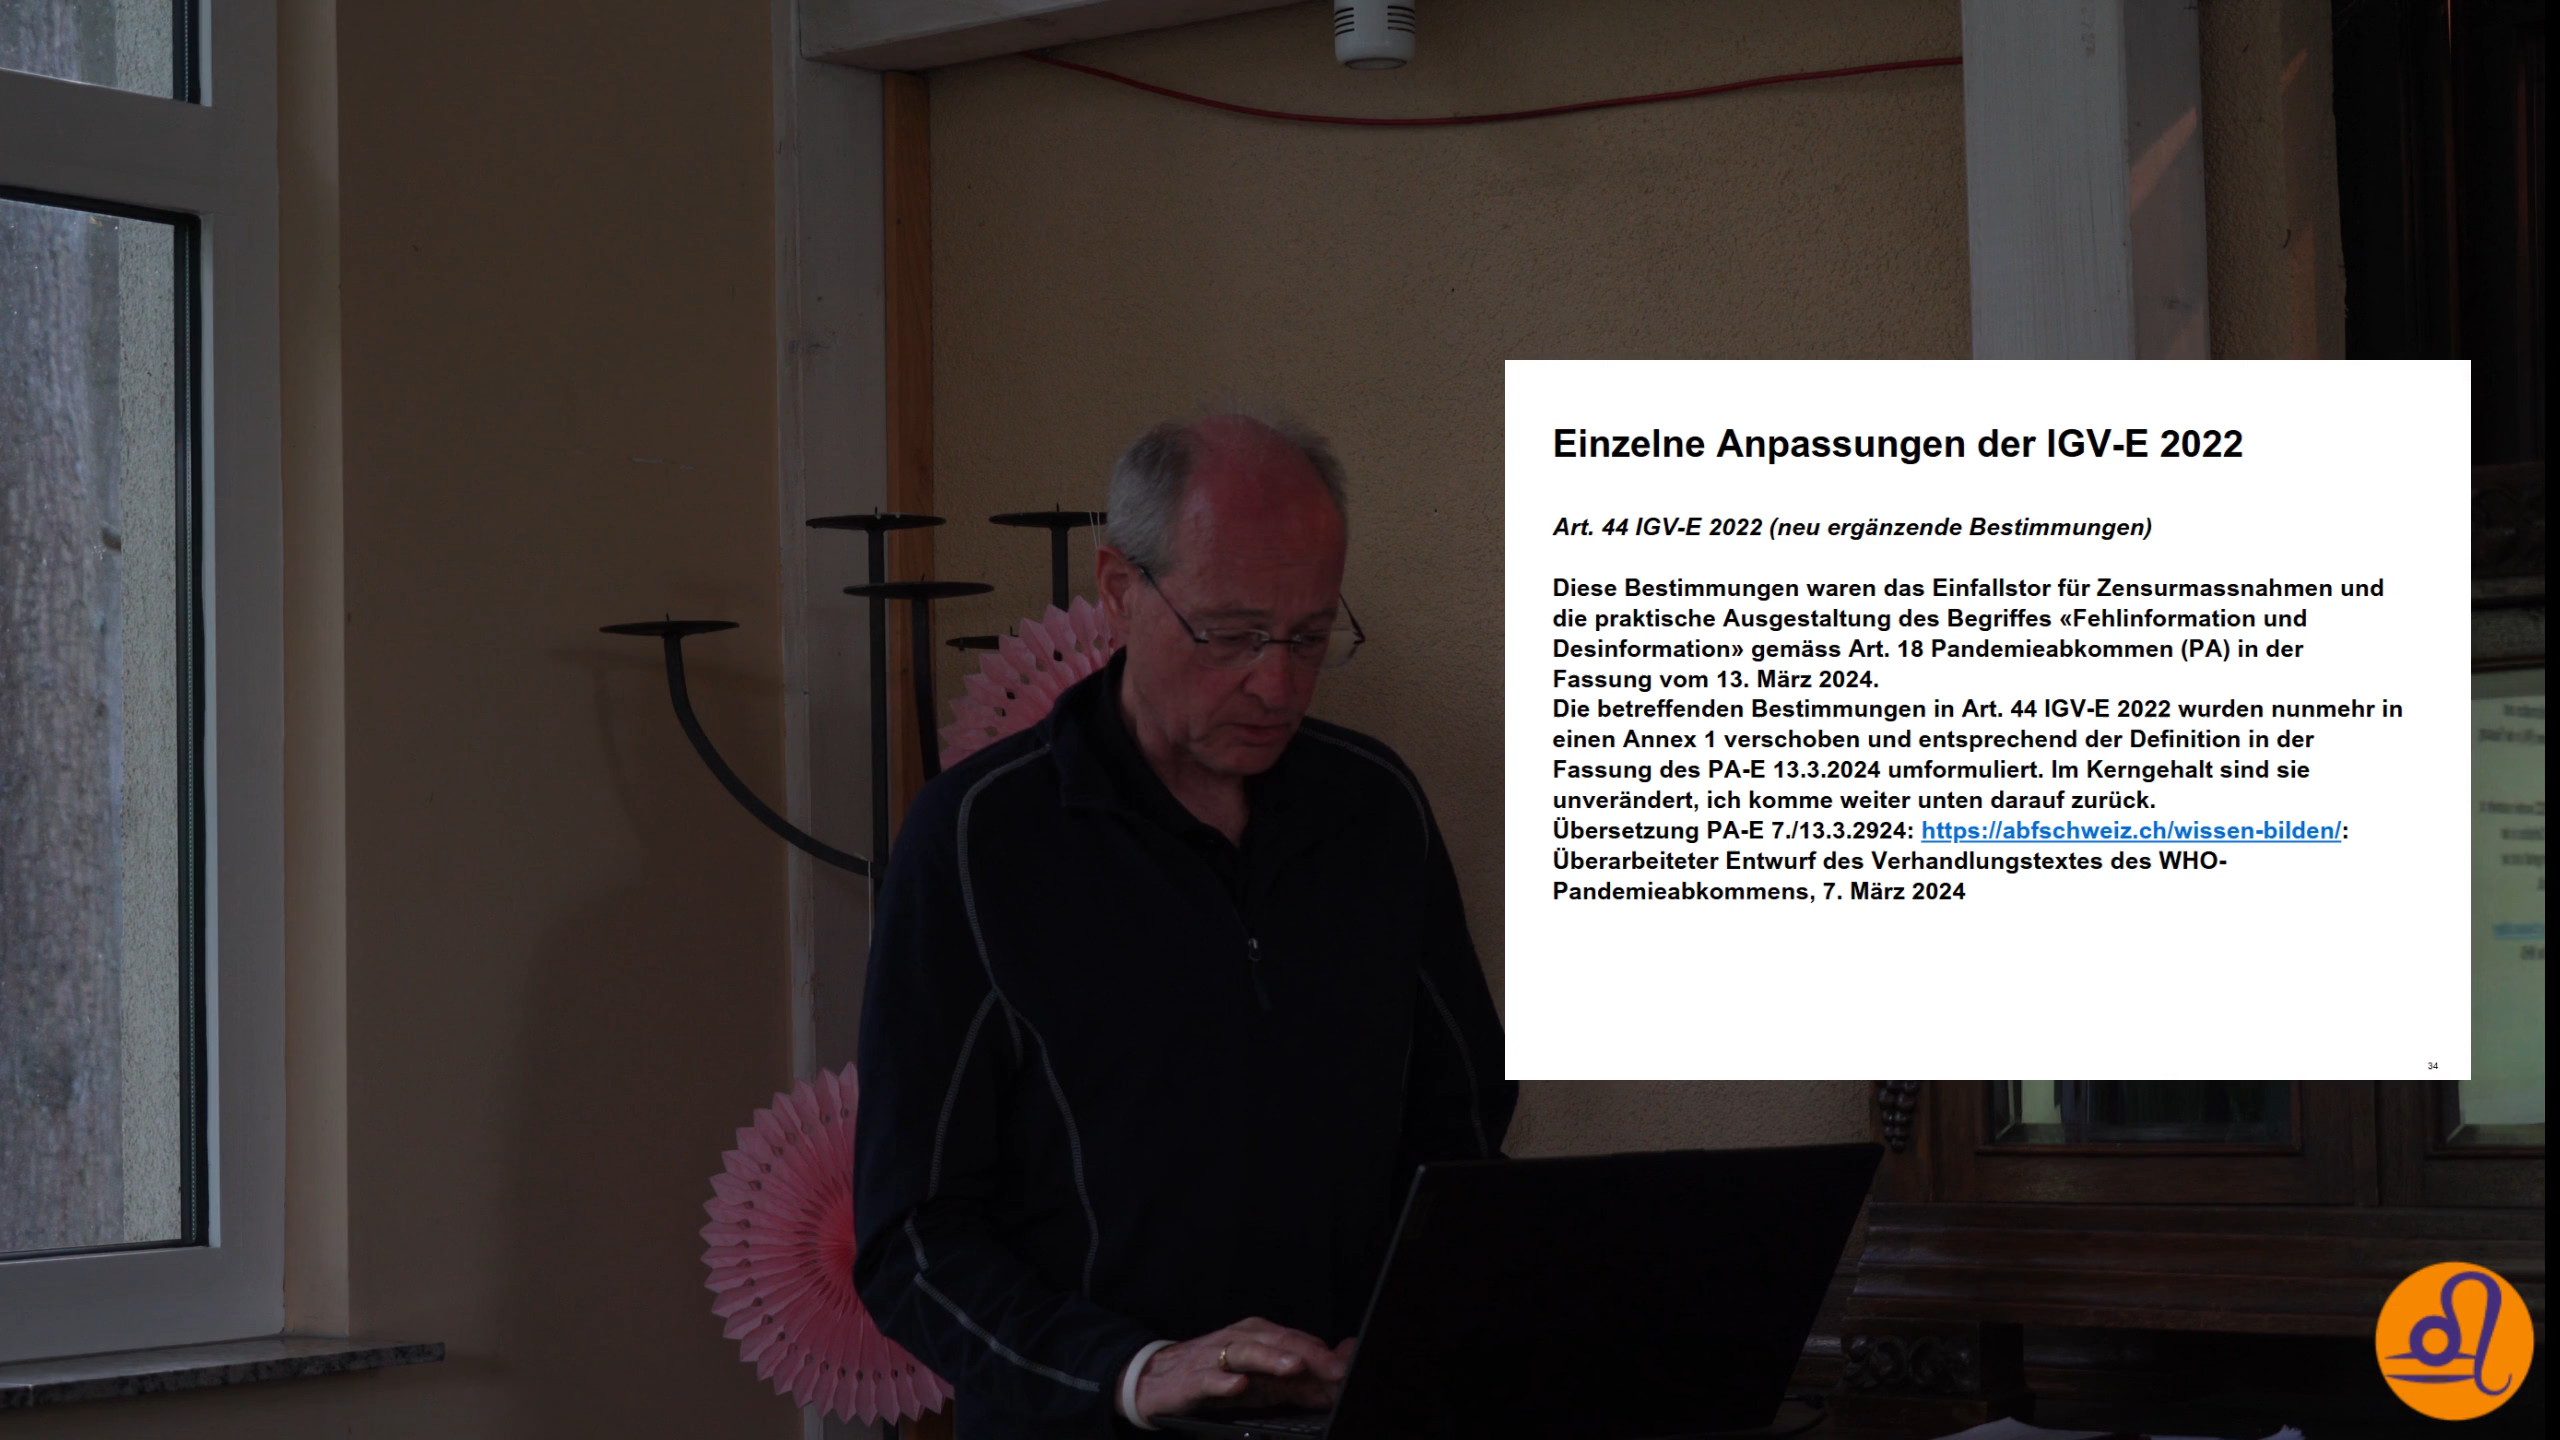 Einzelne Anpassungen der IGV-E 2022
Art. 44 IGV-E 2022 (neu ergänzende Bestimmungen)
Diese Bestimmungen waren das Einfallstor für Zensurmassnahmen und
die praktische Ausgestaltung des Begriffes «Fehlinformation und
Desinformation» gemäss Art. 18 Pandemieabkommen (PA) in der
Fassung vom 13. März 2024.
Die betreffenden Bestimmungen in Art. 44 IGV-E 2022 wurden nunmehr in
einen Annex 1 verschoben und entsprechend der Definition in der
Fassung des PA-E 13.3.2024 umformuliert. Im Kerngehalt sind sie
unverändert, ich komme weiter unten darauf zurück.
Übersetzung PA-E 7./13.3.2924: https://abfschweiz.ch/wissen-bilden/:
Überarbeiteter Entwurf des Verhandlungstextes des WHO-
Pandemieabkommens, 7. März 2024
34